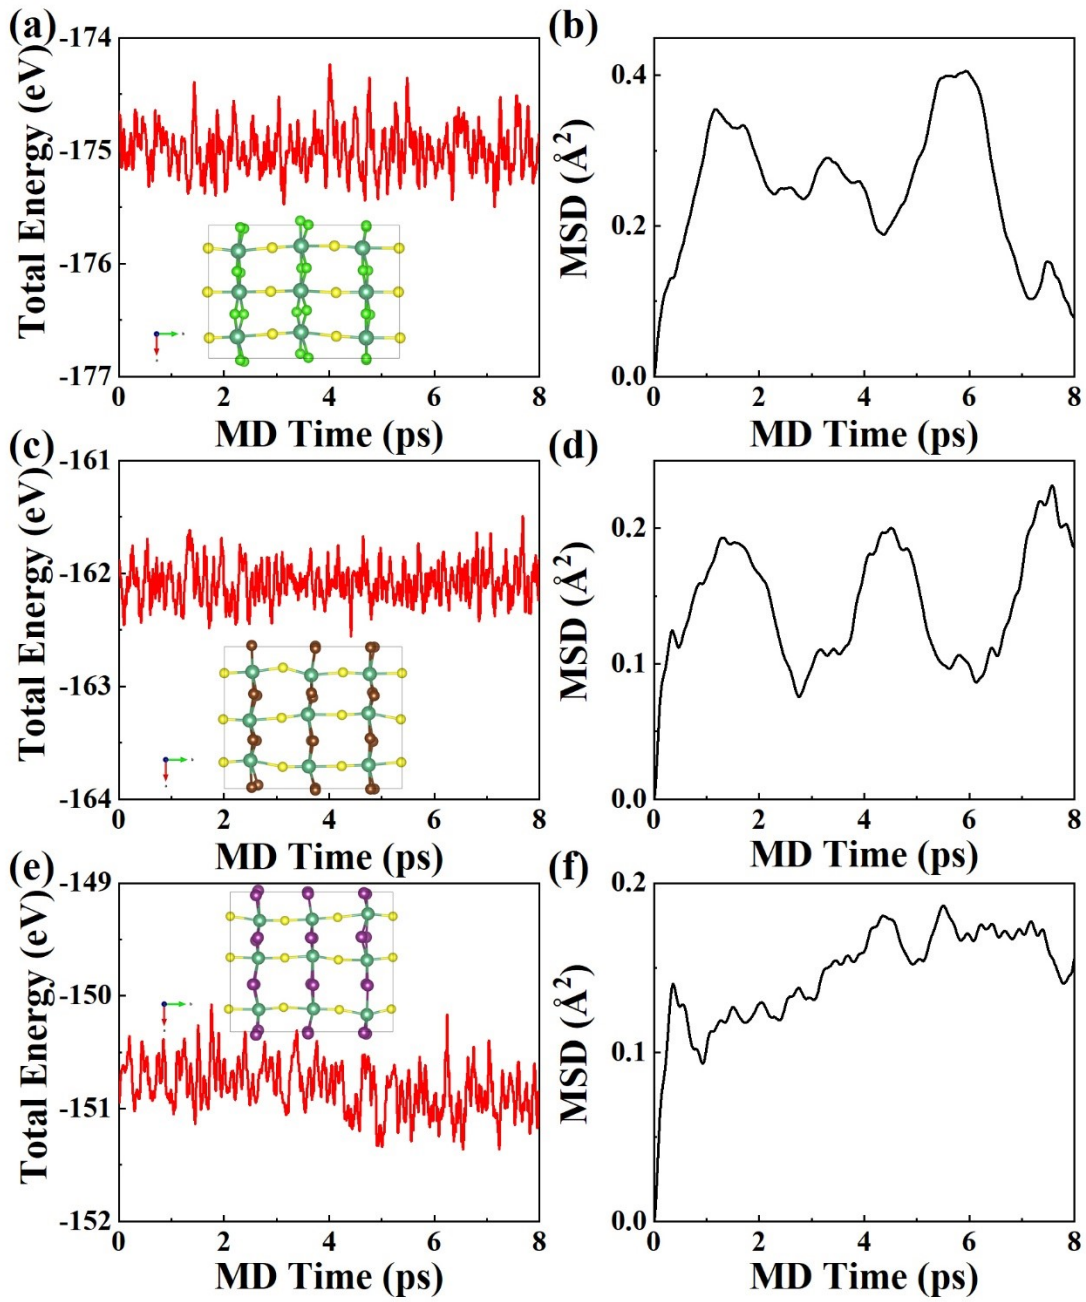 (a)
-174
-175
-176
-177
Total Energy (eV)
0 2 4 6 8
MD Time (ps)
(b)
0.4
0.2
0.0
MSD (Å²)
0 2 4 6 8
MD Time (ps)
(c)
-161
-162
-163
-164
Total Energy (eV)
0 2 4 6 8
MD Time (ps)
(d)
0.2
0.1
0.0
MSD (Å²)
0 2 4 6 8
MD Time (ps)
(e)
-149
-150
-151
-152
Total Energy (eV)
0 2 4 6 8
MD Time (ps)
(f)
0.2
0.1
0.0
MSD (Å²)
0 2 4 6 8
MD Time (ps)